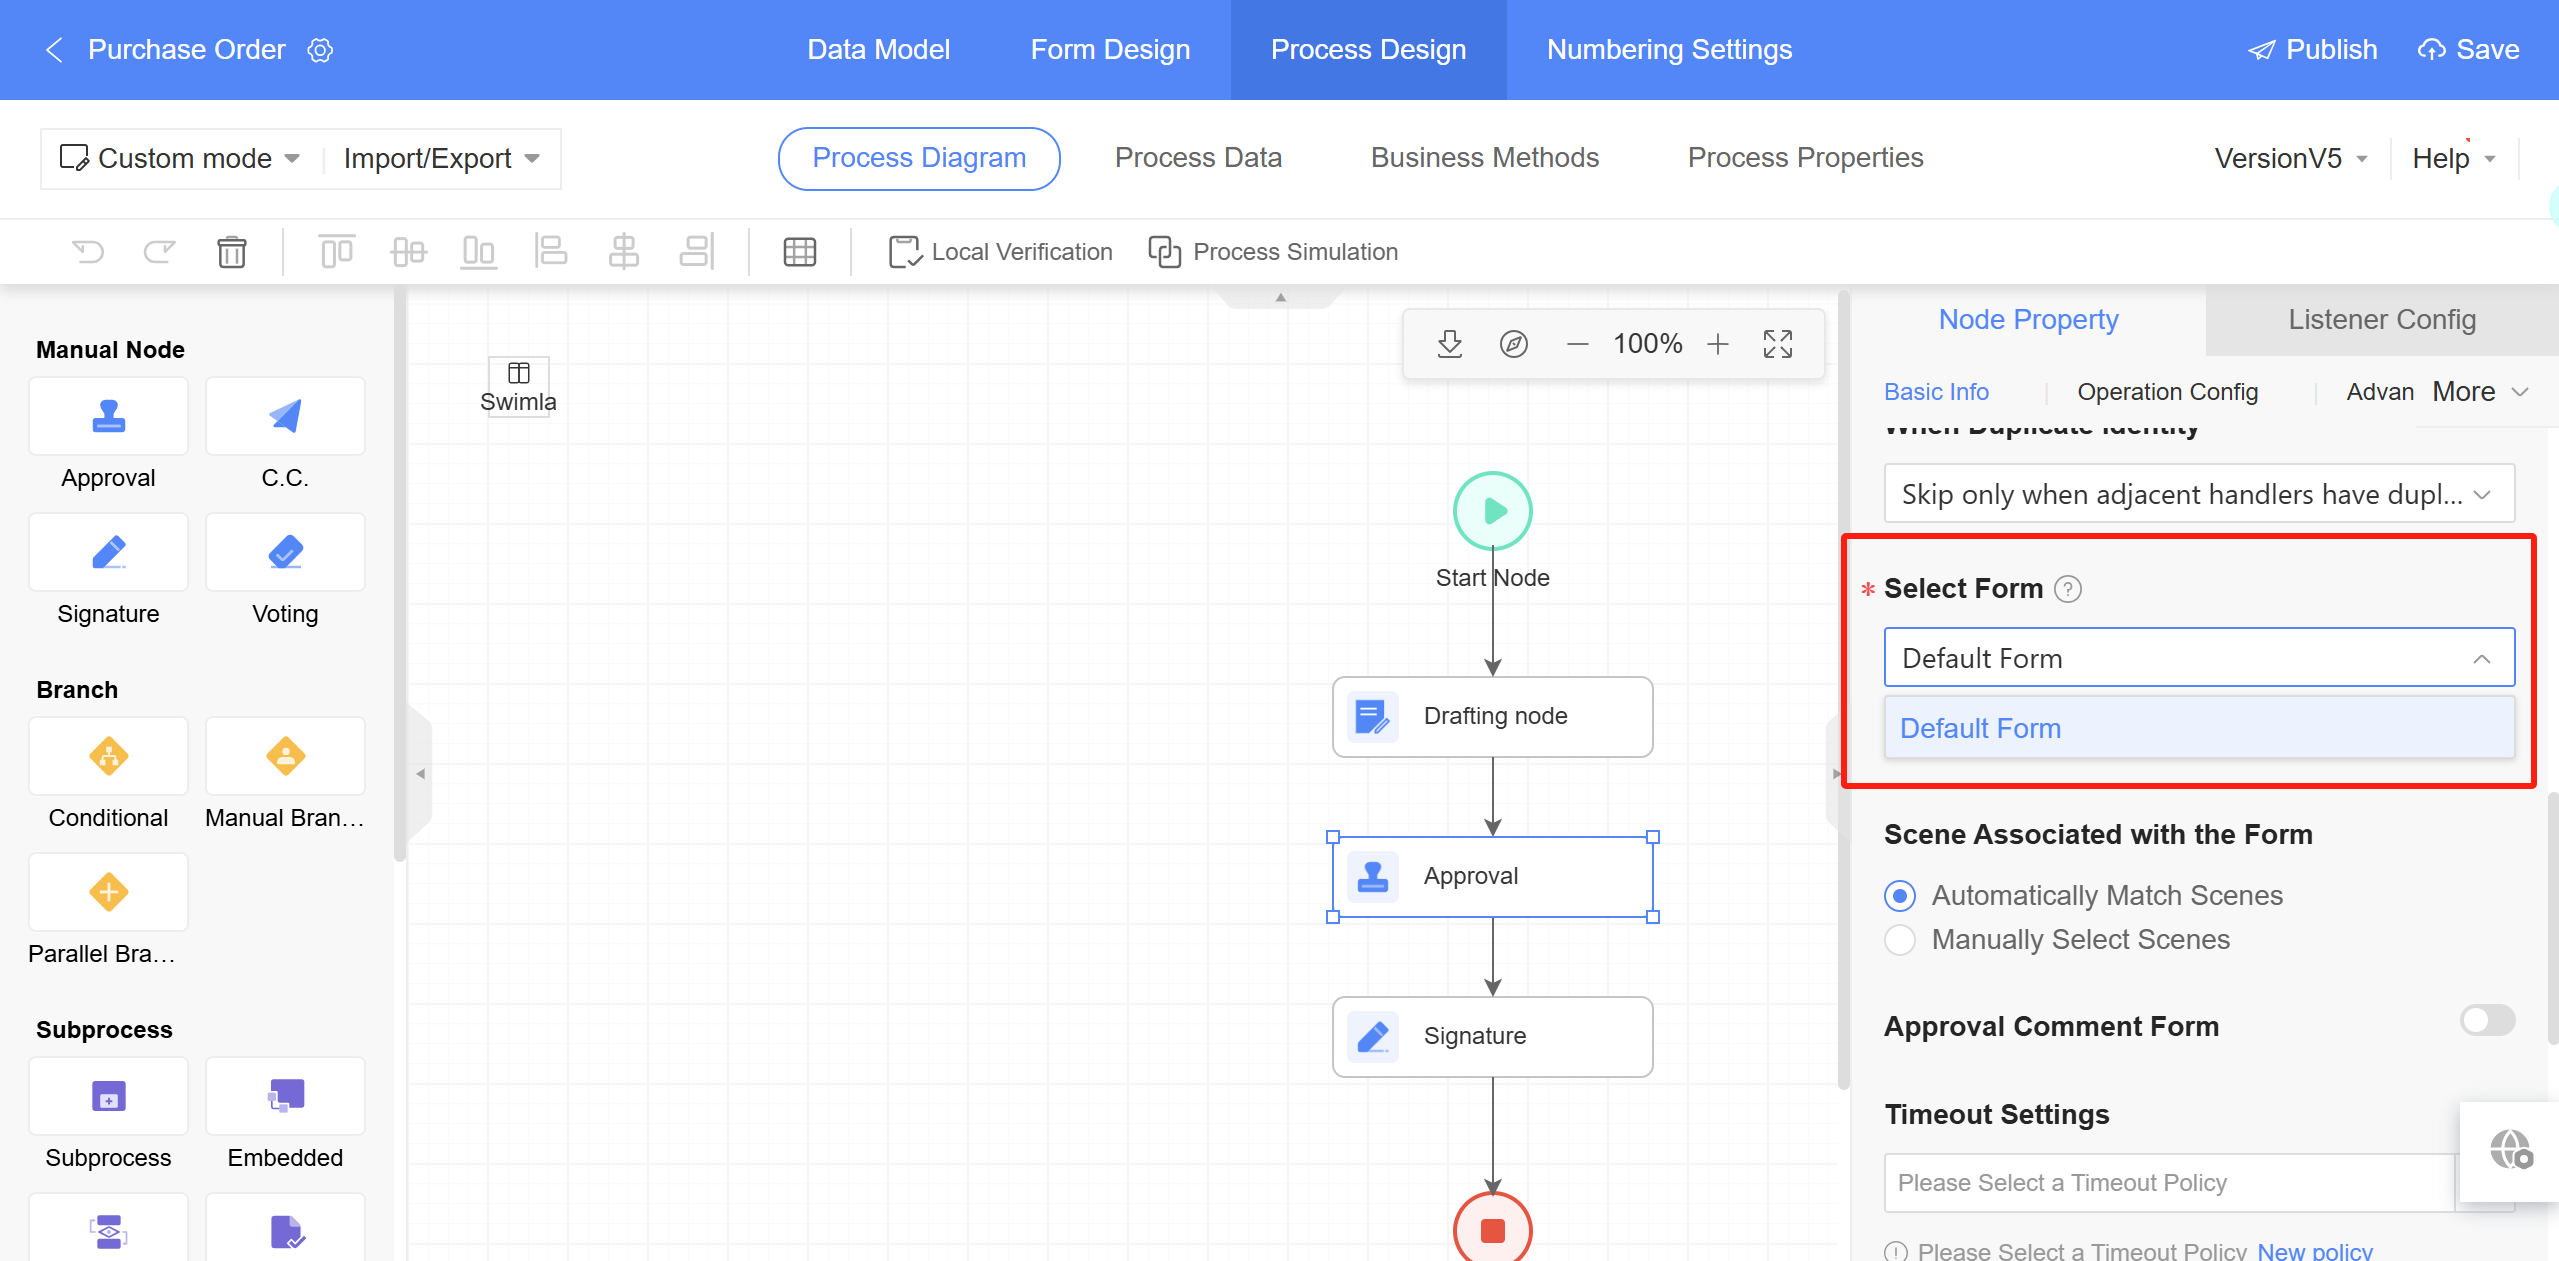 Purchase Order
Data Model
Form Design
Process Design
Numbering Settings
Publish
Save
Custom mode
Import/Export
Process Diagram
Process Data
Business Methods
Process Properties
VersionV5
Help
Local Verification
Process Simulation
Manual Node
Approval
C.C.
Signature
Voting
Branch
Conditional
Manual Bran…
Parallel Bra…
Subprocess
Subprocess
Embedded
Swimla
100%
Start Node
Drafting node
Approval
Signature
Node Property
Listener Config
Basic Info
Operation Config
Advan
More
When Duplicate Identity
Skip only when adjacent handlers have dupl...
* Select Form ?
Default Form
Default Form
Scene Associated with the Form
Automatically Match Scenes
Manually Select Scenes
Approval Comment Form
Timeout Settings
Please Select a Timeout Policy
Please Select a Timeout Policy New policy